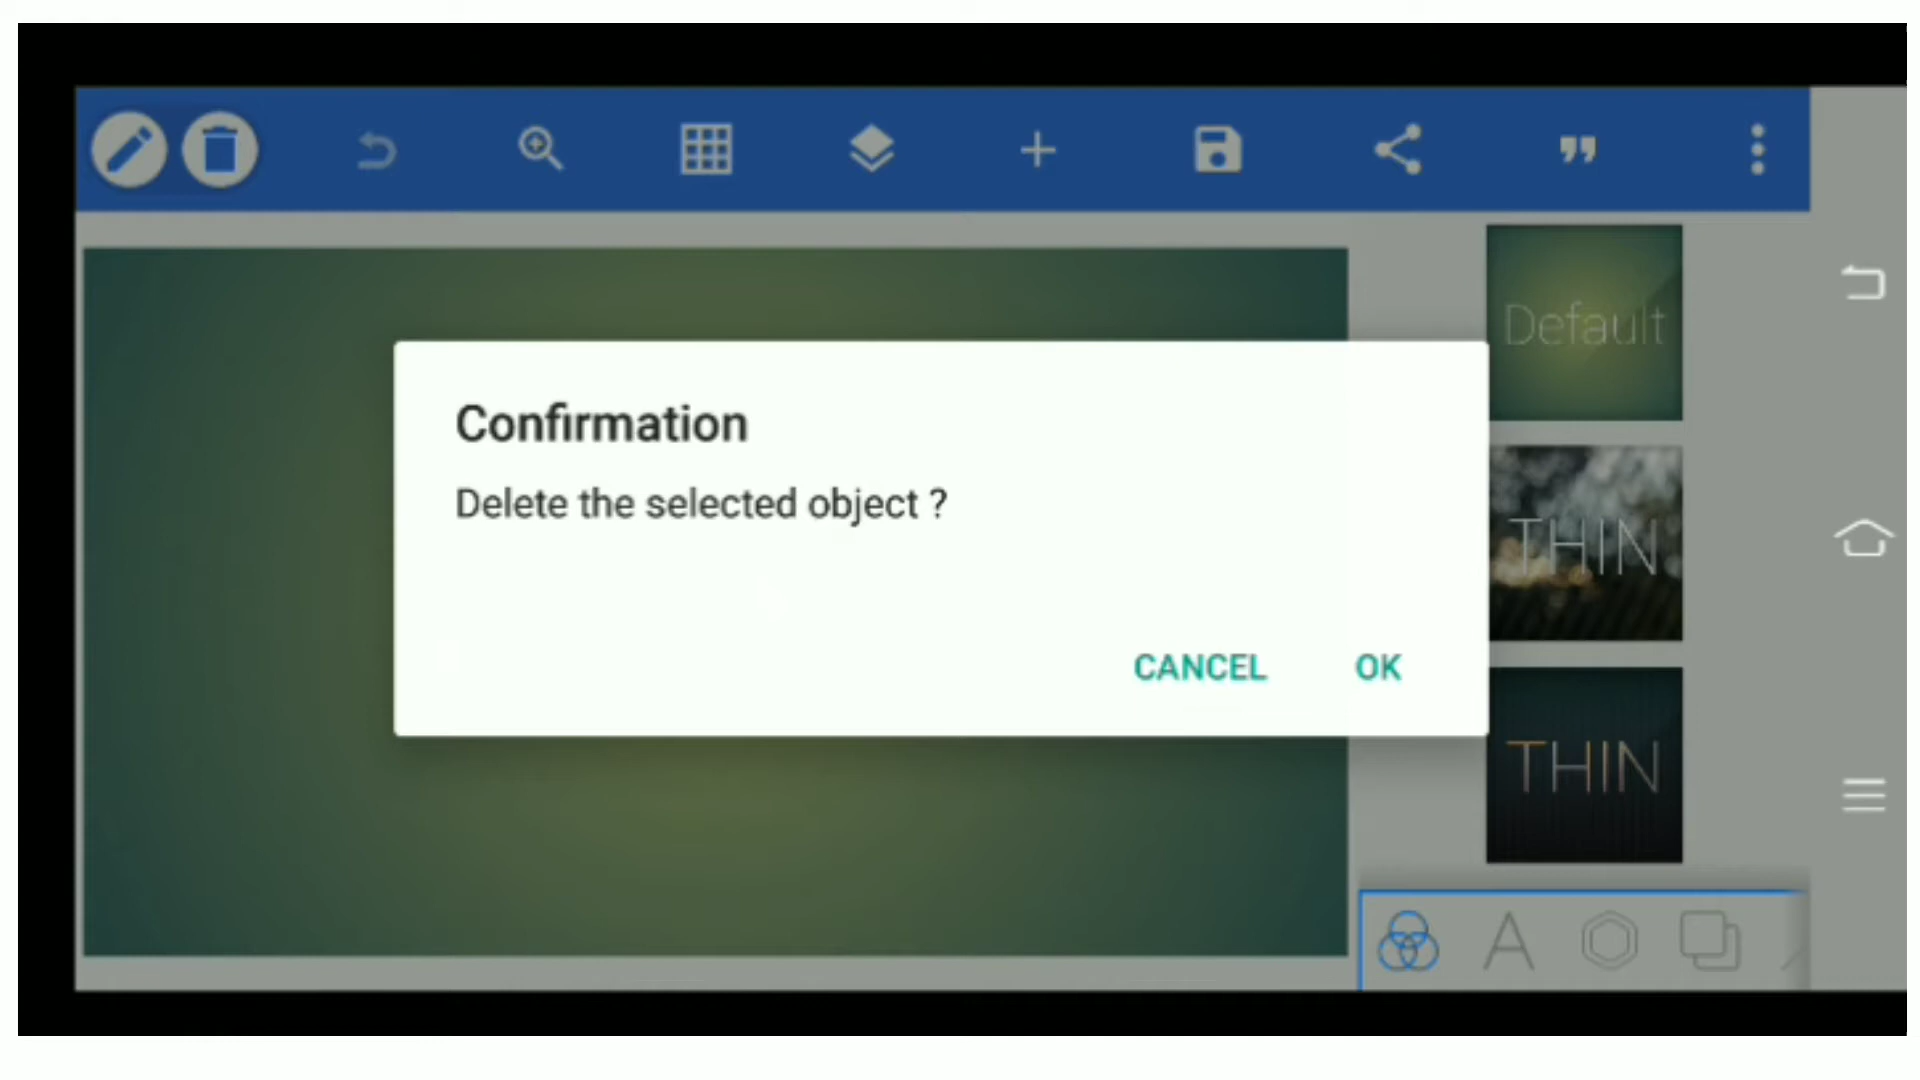 Default
Confirmation
Delete the selected object ?
THIN
CANCEL OK
THIN